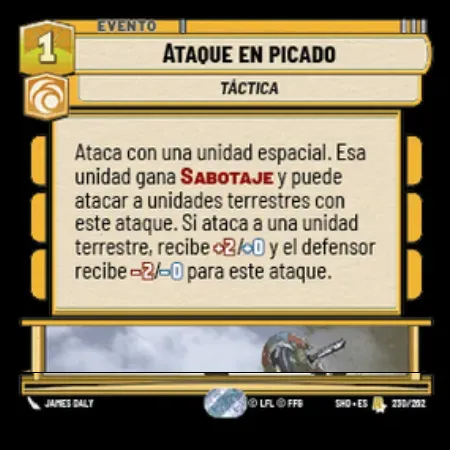 EVENTO
1
ATAQUE EN PICADO
TÁCTICA
Ataca con una unidad espacial. Esa
unidad gana SABOTAJE y puede
atacar a unidades terrestres con
este ataque. Si ataca a una unidad
terrestre, recibe +2/+0 y el defensor
recibe -2/-0 para este ataque.
JAMES DALY
© LFL © FFG
SHD • ES
230/262